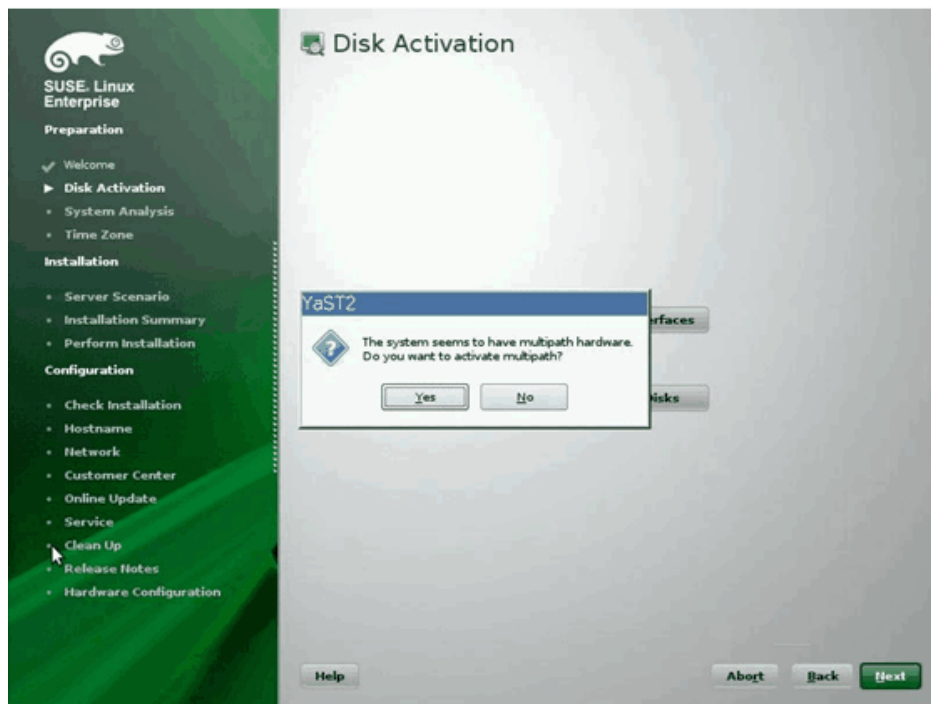 SUSE. Linux
Enterprise
Preparation
Welcome
Disk Activation
System Analysis
Time Zone
Installation
Server Scenario
Installation Summary
Perform Installation
Configuration
Check Installation
Hostname
Network
Customer Center
Online Update
Service
Clean Up
Release Notes
Hardware Configuration
Disk Activation
YaST2
The system seems to have multipath hardware.
Do you want to activate multipath?
Yes
No
erfaces
isks
Help
Abort
Back
Next